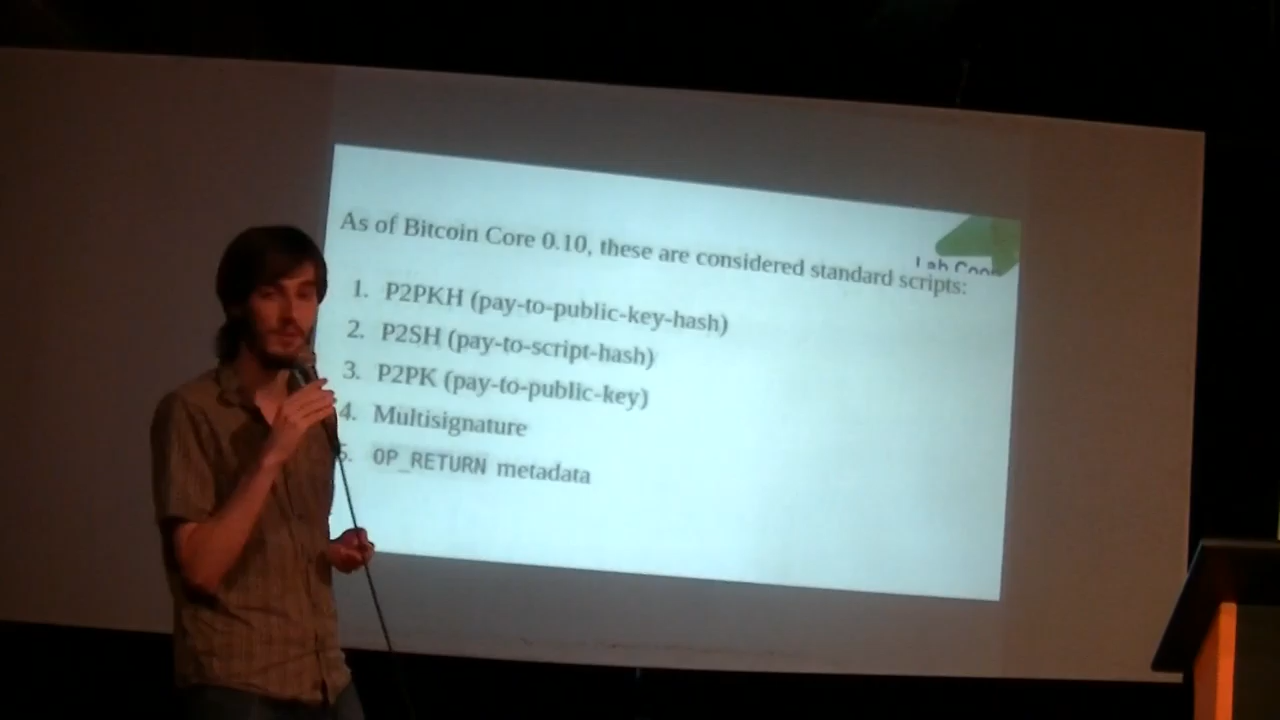 As of Bitcoin Core 0.10, these are considered standard scripts:
1. P2PKH (pay-to-public-key-hash)
2. P2SH (pay-to-script-hash)
3. P2PK (pay-to-public-key)
4. Multisignature
5. OP_RETURN metadata